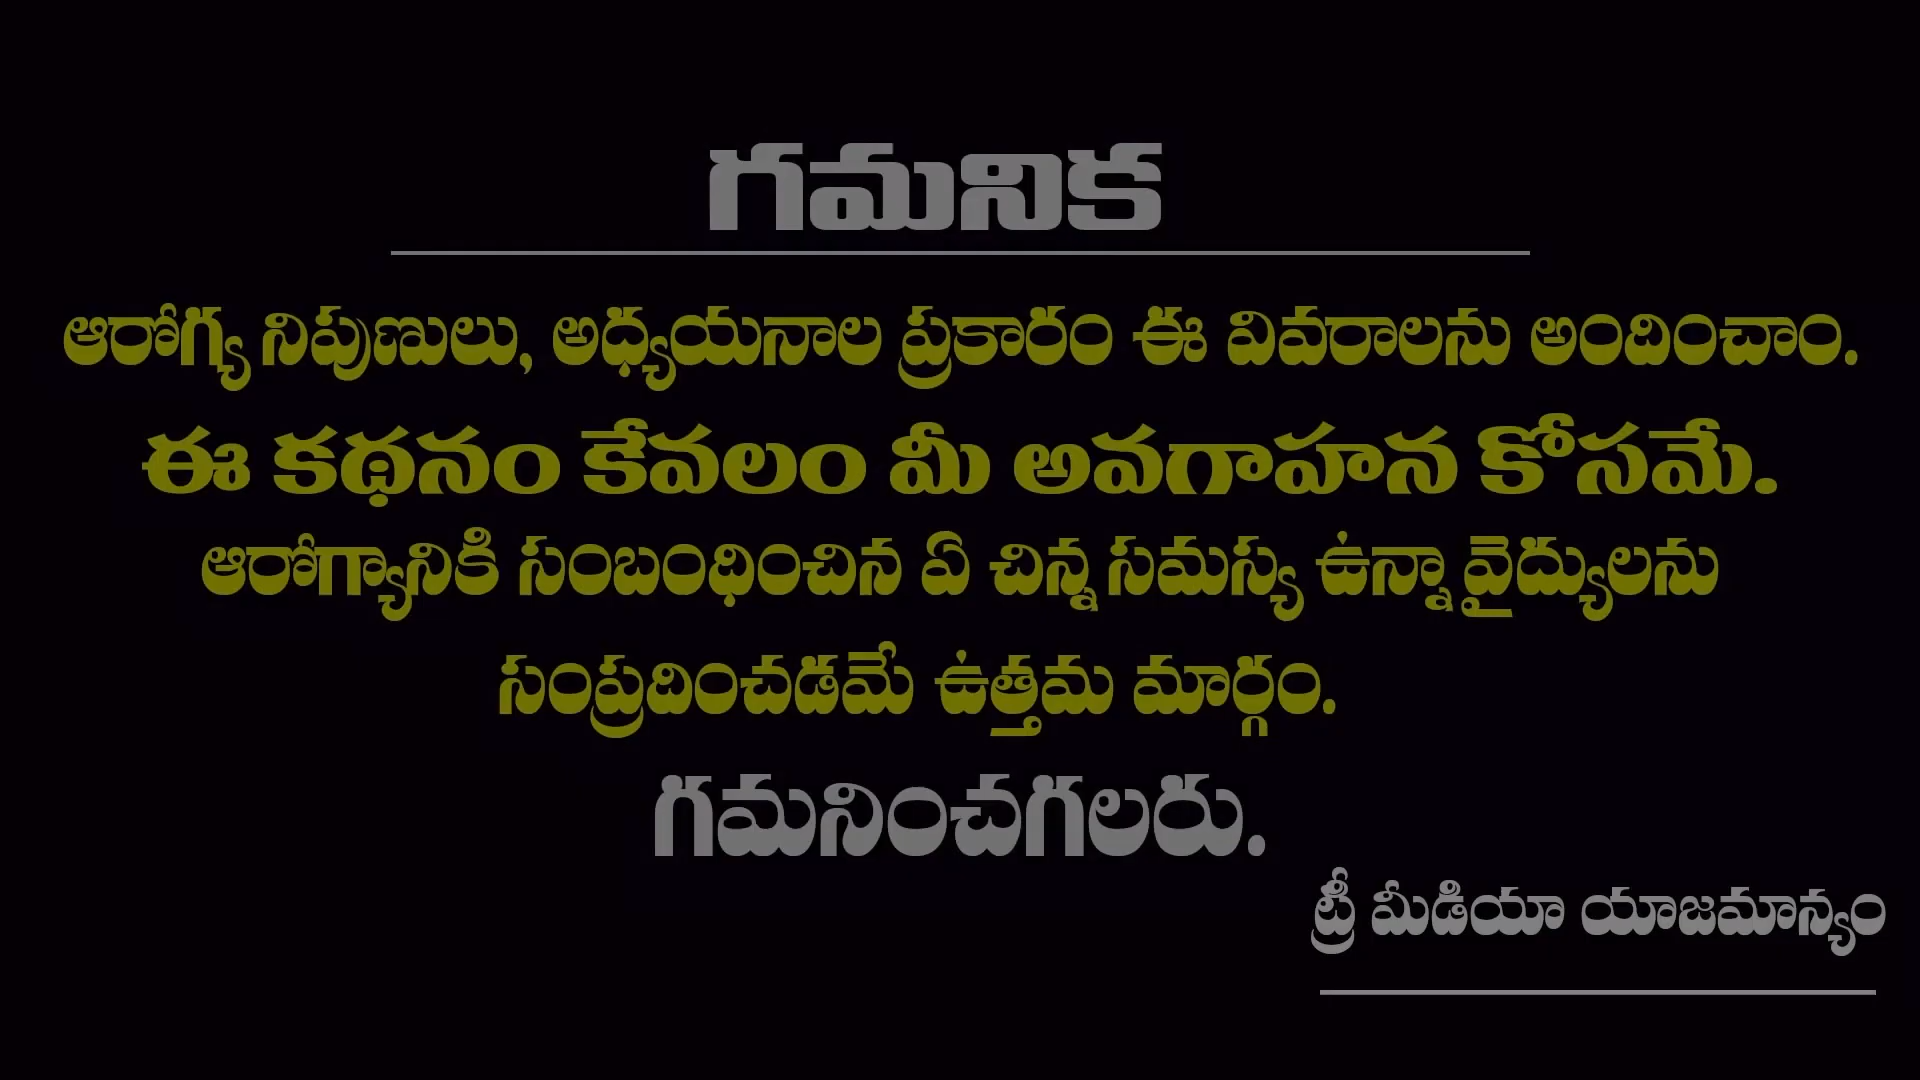 గమనిక
ఆరోగ్య నిపుణులు, అధ్యయనాల ప్రకారం ఈ వివరాలను అందించాం.
ఈ కథనం కేవలం మీ అవగాహన కోసమే.
ఆరోగ్యానికి సంబంధించిన ఏ చిన్న సమస్య ఉన్నా వైద్యులను
సంప్రదించడమే ఉత్తమ మార్గం.
గమనించగలరు.
ట్రీ మీడియా యాజమాన్యం